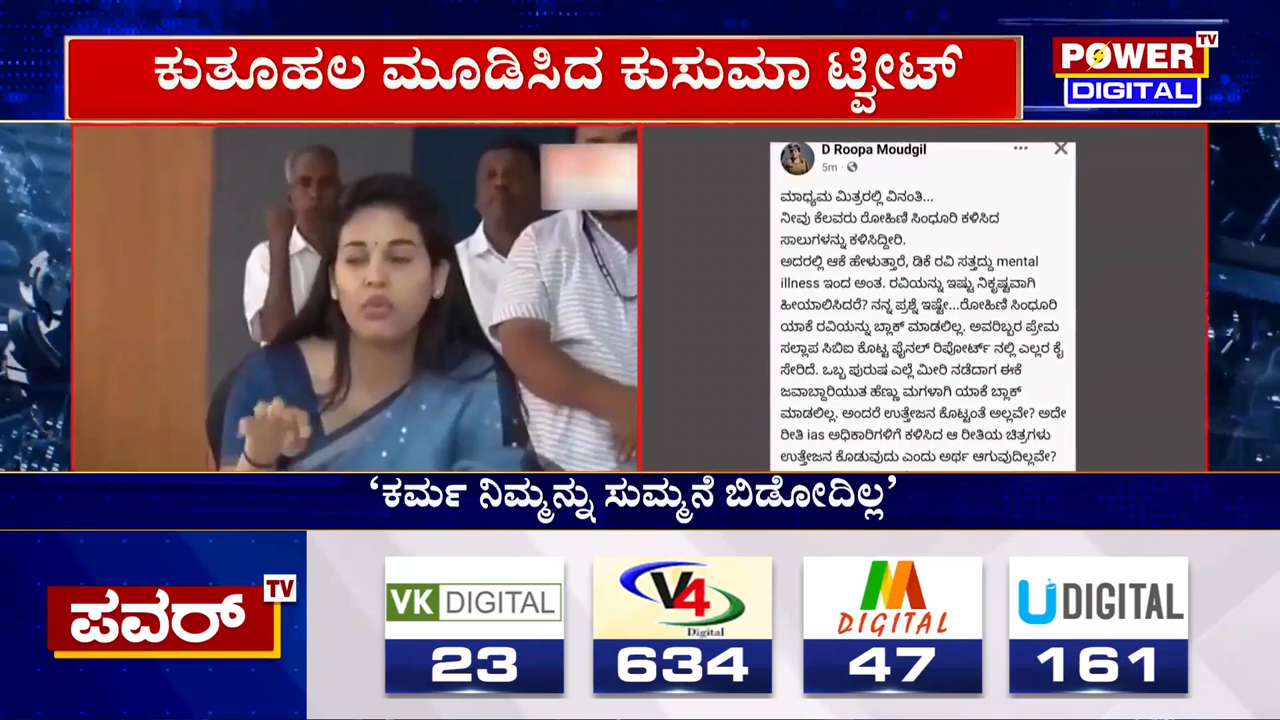 ಕುತೂಹಲ ಮೂಡಿಸಿದ ಕುಸುಮಾ ಟ್ವೀಟ್
POWER TV
DIGITAL
D Roopa Moudgil
5m
ಮಾಧ್ಯಮ ಮಿತ್ರರಲ್ಲಿ ವಿನಂತಿ...
ನೀವು ಕೆಲವರು ರೋಹಿಣಿ ಸಿಂಧೂರಿ ಕಳಿಸಿದ
ಸಾಲುಗಳನ್ನು ಕಳಿಸಿದ್ದೀರಿ.
ಅದರಲ್ಲಿ ಆಕೆ ಹೇಳುತ್ತಾರೆ, ಡಿಕೆ ರವಿ ಸತ್ತದ್ದು mental
illness ಇಂದ ಅಂತ. ರವಿಯನ್ನು ಇಷ್ಟು ನಿಕೃಷ್ಟವಾಗಿ
ಹೀಯಾಲಿಸಿದರೆ? ನನ್ನ ಪ್ರಶ್ನೆ ಇಷ್ಟೇ...ರೋಹಿಣಿ ಸಿಂಧೂರಿ
ಯಾಕೆ ರವಿಯನ್ನು ಬ್ಲಾಕ್ ಮಾಡಲಿಲ್ಲ. ಅವರಿಬ್ಬರ ಪ್ರೇಮ
ಸಲ್ಲಾಪ ಸಿಬಿಐ ಕೊಟ್ಟ ಫೈನಲ್ ರಿಪೋರ್ಟ್ ನಲ್ಲಿ ಎಲ್ಲರ ಕೈ
ಸೇರಿದೆ. ಒಬ್ಬ ಪುರುಷ ಎಲ್ಲೆ ಮೀರಿ ನಡೆದಾಗ ಈಕೆ
ಜವಾಬ್ದಾರಿಯುತ ಹೆಣ್ಣು ಮಗಳಾಗಿ ಯಾಕೆ ಬ್ಲಾಕ್
ಮಾಡಲಿಲ್ಲ. ಅಂದರೆ ಉತ್ತೇಜನ ಕೊಟ್ಟಂತೆ ಅಲ್ಲವೇ? ಅದೇ
ರೀತಿ ias ಅಧಿಕಾರಿಗಳಿಗೆ ಕಳಿಸಿದ ಆ ರೀತಿಯ ಚಿತ್ರಗಳು
ಉತ್ತೇಜನ ಕೊಡುವುದು ಎಂದು ಅರ್ಥ ಆಗುವುದಿಲ್ಲವೇ?
‘ಕರ್ಮ ನಿಮ್ಮನ್ನು ಸುಮ್ಮನೆ ಬಿಡೋದಿಲ್ಲ’
ಪವರ್ TV
VK DIGITAL
23
V4 Digital
634
M DIGITAL
47
U DIGITAL
161